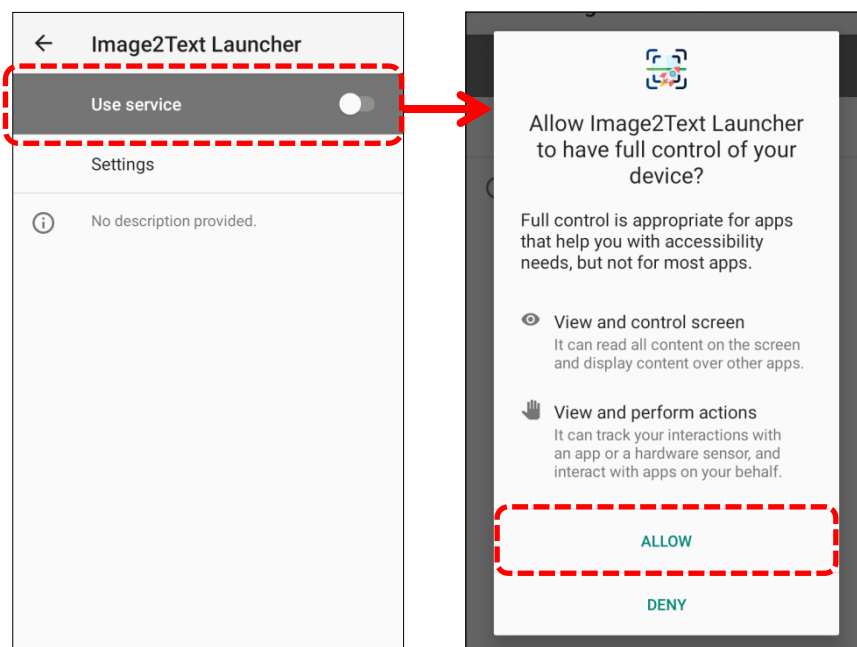 Image2Text Launcher
Use service
Settings
No description provided.
Allow Image2Text Launcher
to have full control of your
device?
Full control is appropriate for apps
that help you with accessibility
needs, but not for most apps.
View and control screen
It can read all content on the screen
and display content over other apps.
View and perform actions
It can track your interactions with
an app or a hardware sensor, and
interact with apps on your behalf.
ALLOW
DENY